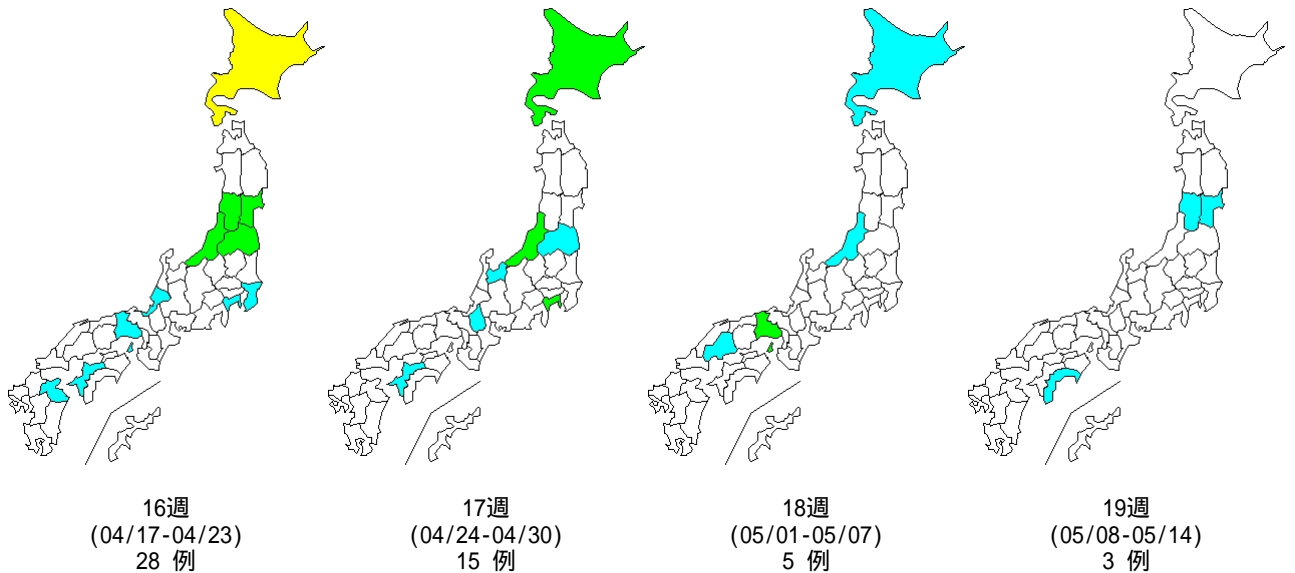 16週
(04/17-04/23)
28 例
17週
(04/24-04/30)
15 例
18週
(05/01-05/07)
5 例
19週
(05/08-05/14)
3 例